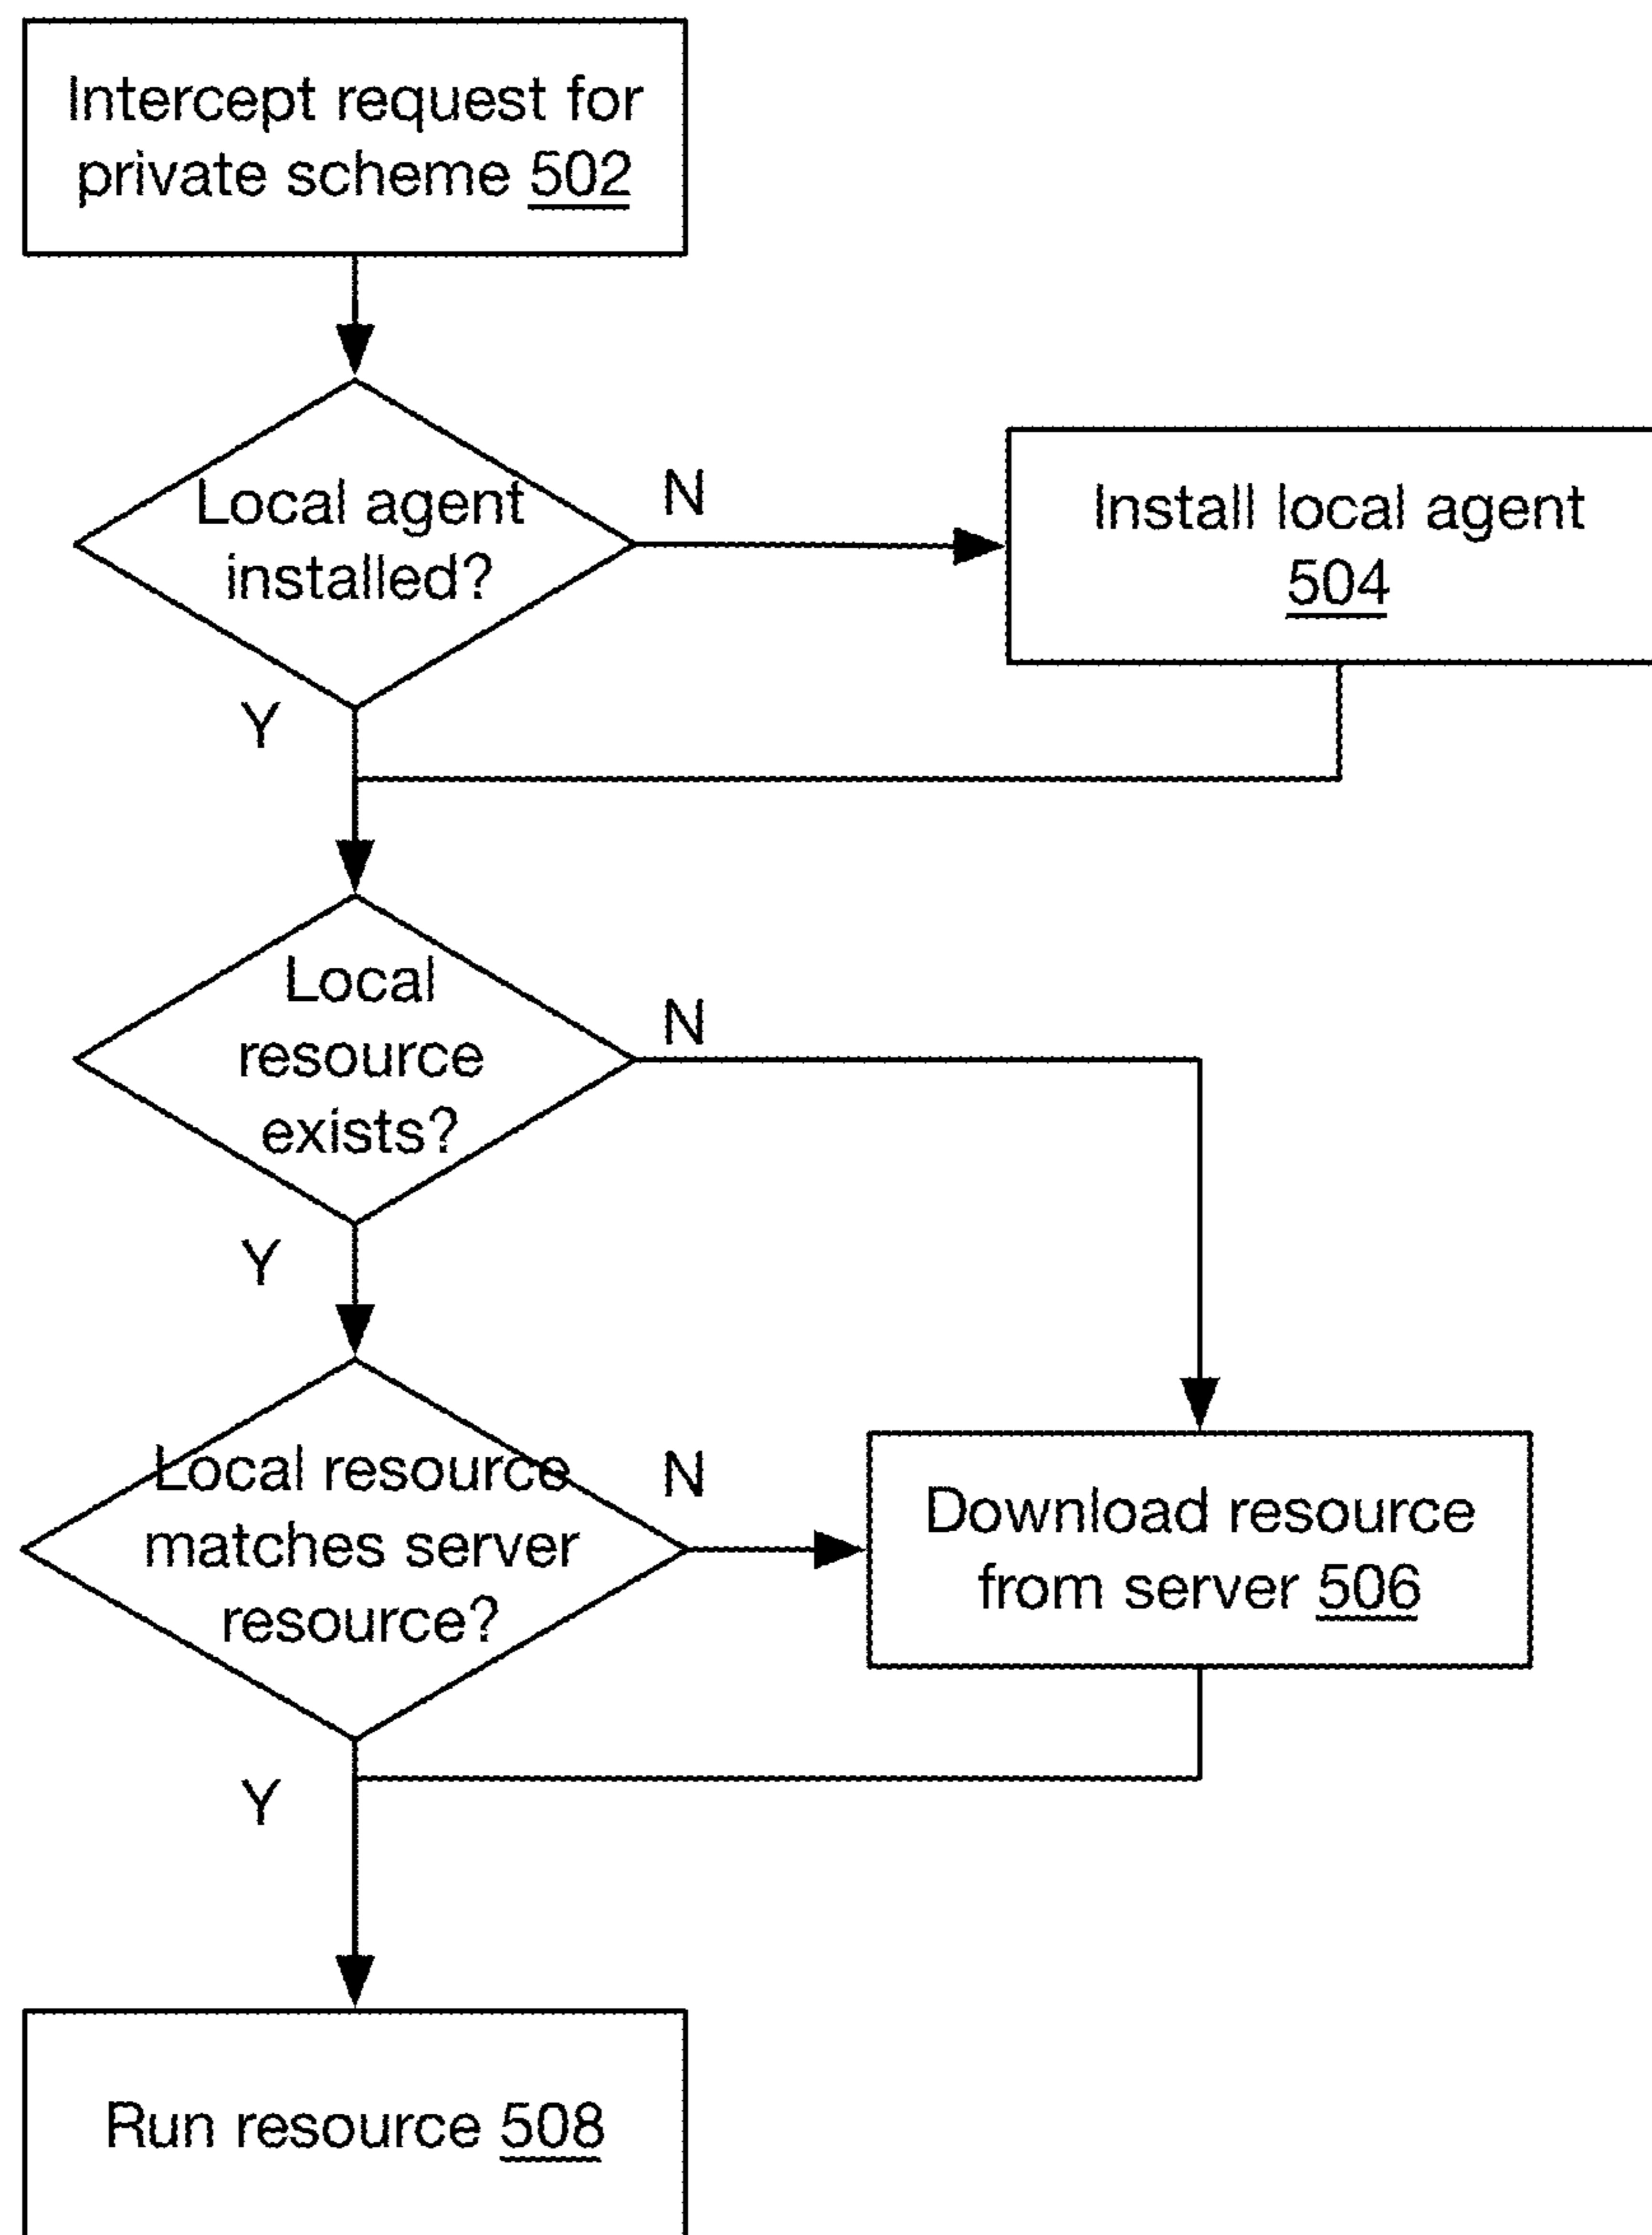 Intercept request for
private scheme 502
Local agent
installed?
N
Install local agent
504
Y
Local
resource
exists?
N
Y
Local resource
matches server
resource?
N
Download resource
from server 506
Y
Run resource 508